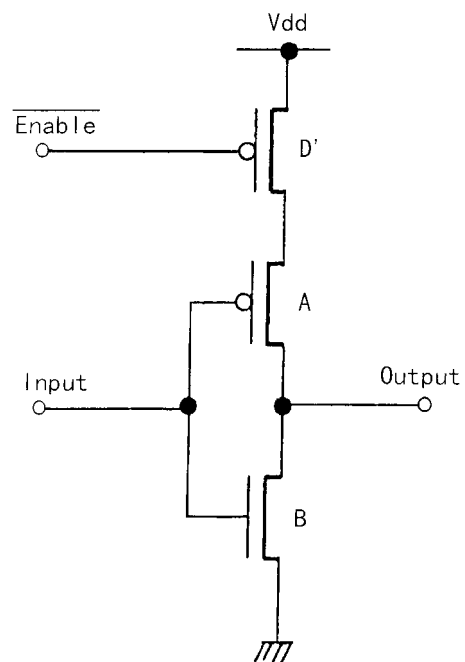 Vdd
Enable
D'
A
Input
Output
B